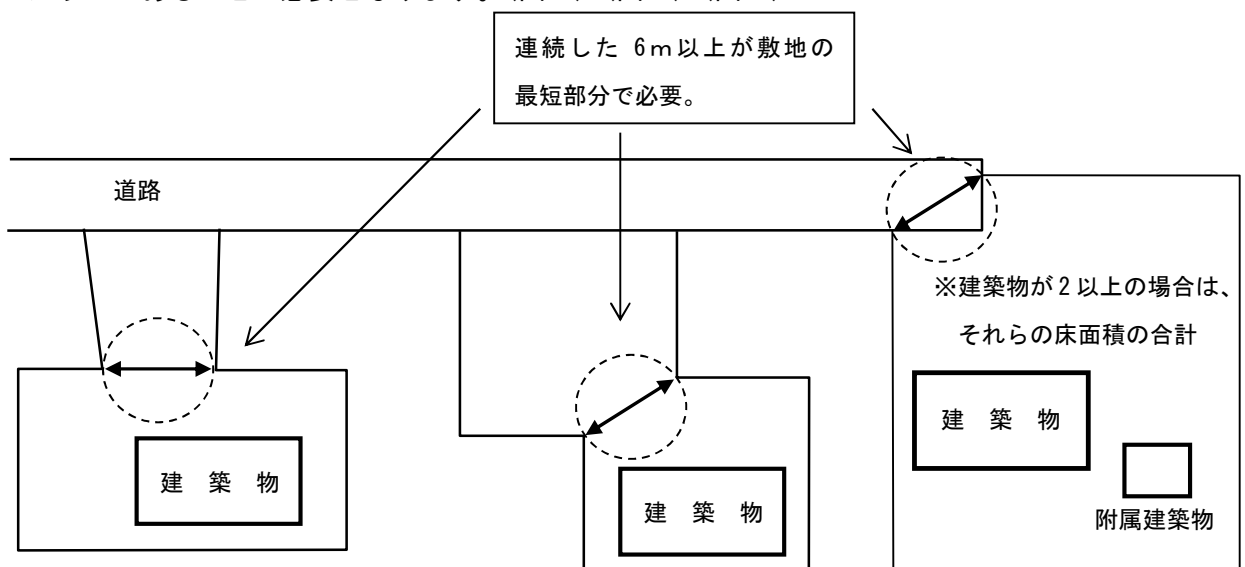 連続した 6m以上が敷地の
最短部分で必要。
道路
※建築物が2以上の場合は、
それらの床面積の合計
建 築 物
建 築 物
建 築 物
附属建築物